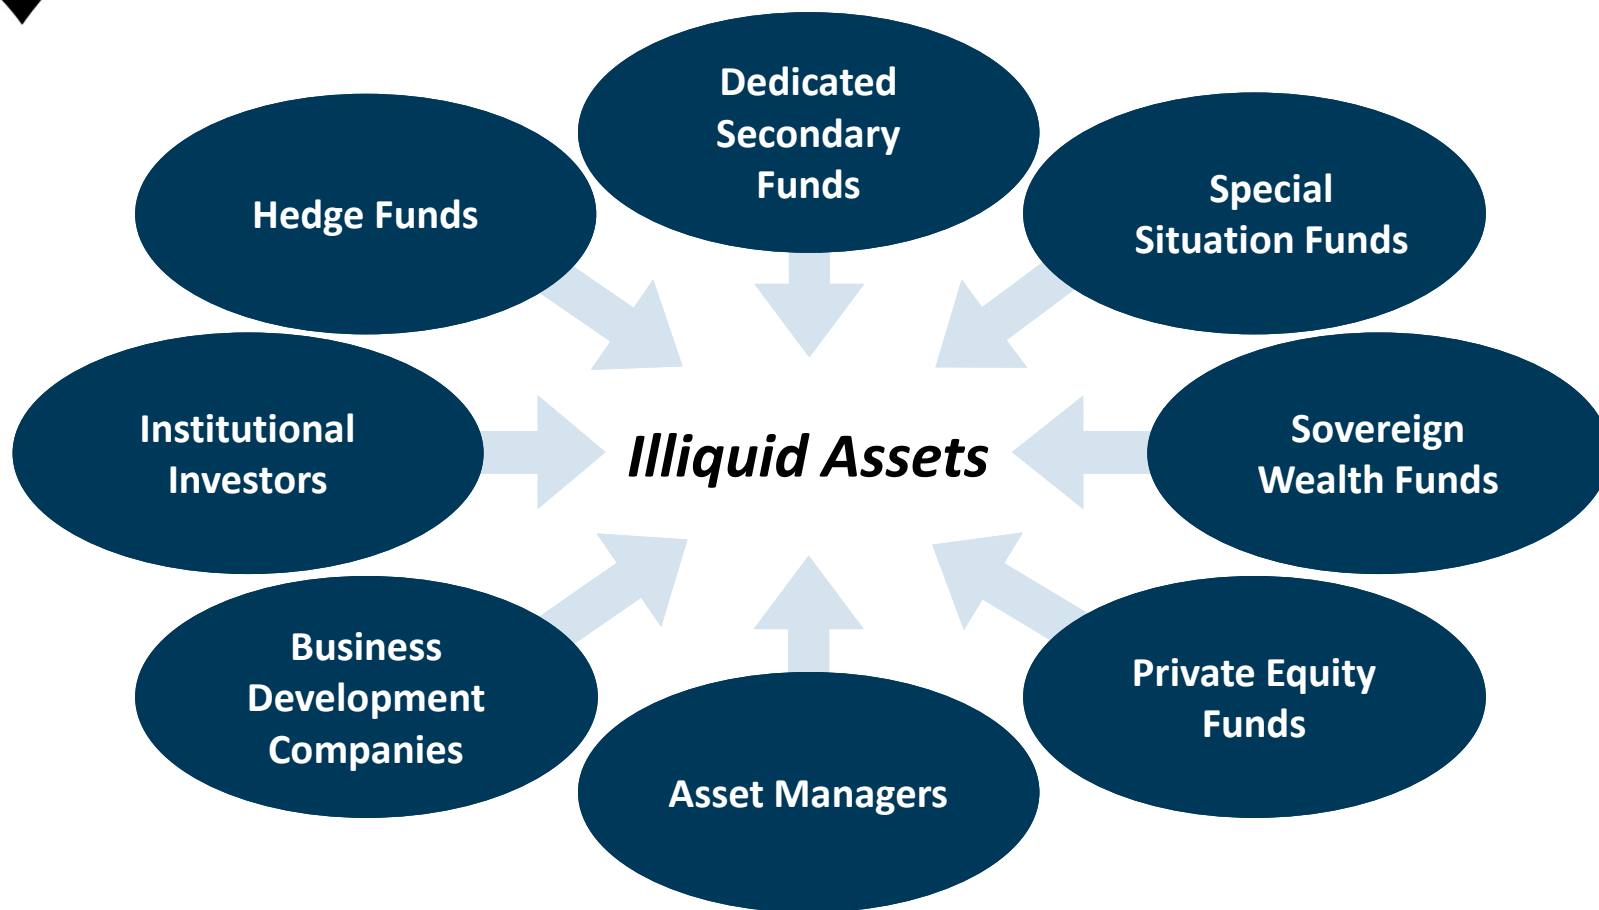 Dedicated
Secondary
Funds
Hedge Funds
Special
Situation Funds
Institutional
Investors
Illiquid Assets
Sovereign
Wealth Funds
Business
Development
Companies
Private Equity
Funds
Asset Managers